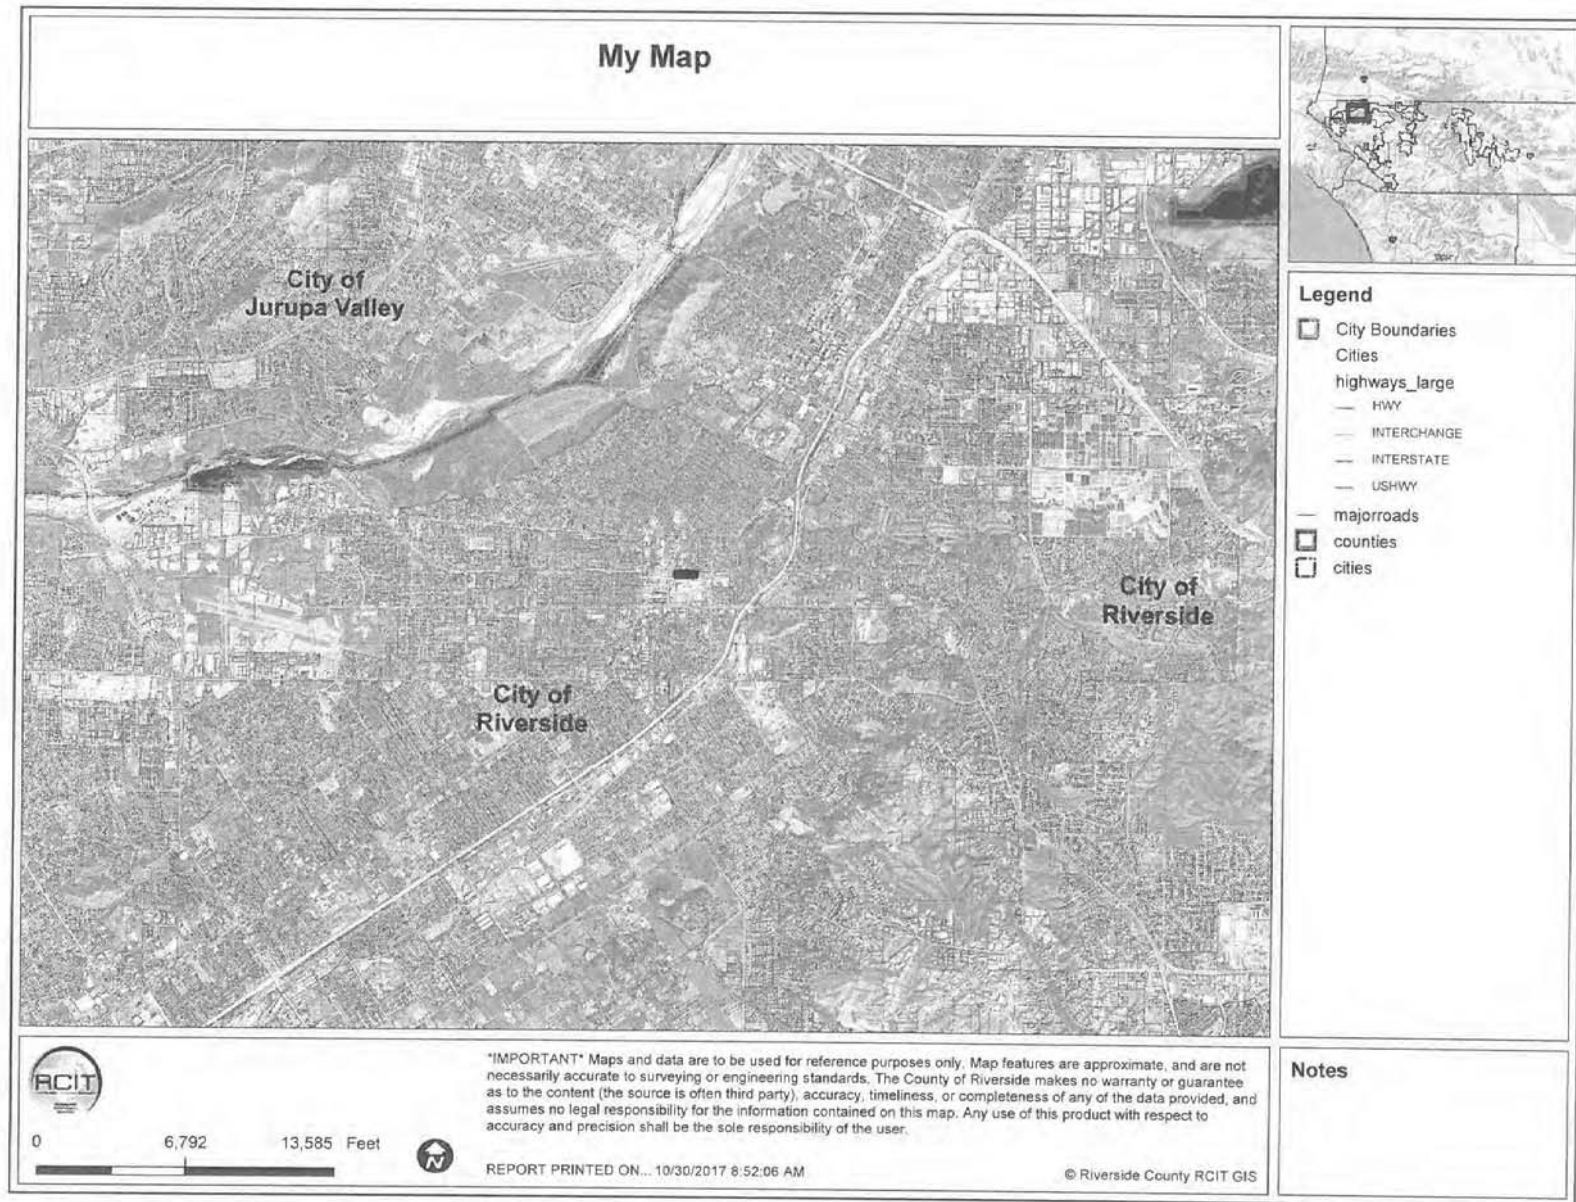 My Map
City of
Jurupa Valley
City of
Riverside
City of
Riverside
Legend
City Boundaries
Cities
highways_large
HWY
INTERCHANGE
INTERSTATE
USHWY
majorroads
counties
cities
RCIT
0 6,792 13,585 Feet
N
*IMPORTANT* Maps and data are to be used for reference purposes only. Map features are approximate, and are not
necessarily accurate to surveying or engineering standards. The County of Riverside makes no warranty or guarantee
as to the content (the source is often third party), accuracy, timeliness, or completeness of any of the data provided, and
assumes no legal responsibility for the information contained on this map. Any use of this product with respect to
accuracy and precision shall be the sole responsibility of the user.
REPORT PRINTED ON... 10/30/2017 8:52:06 AM
© Riverside County RCIT GIS
Notes